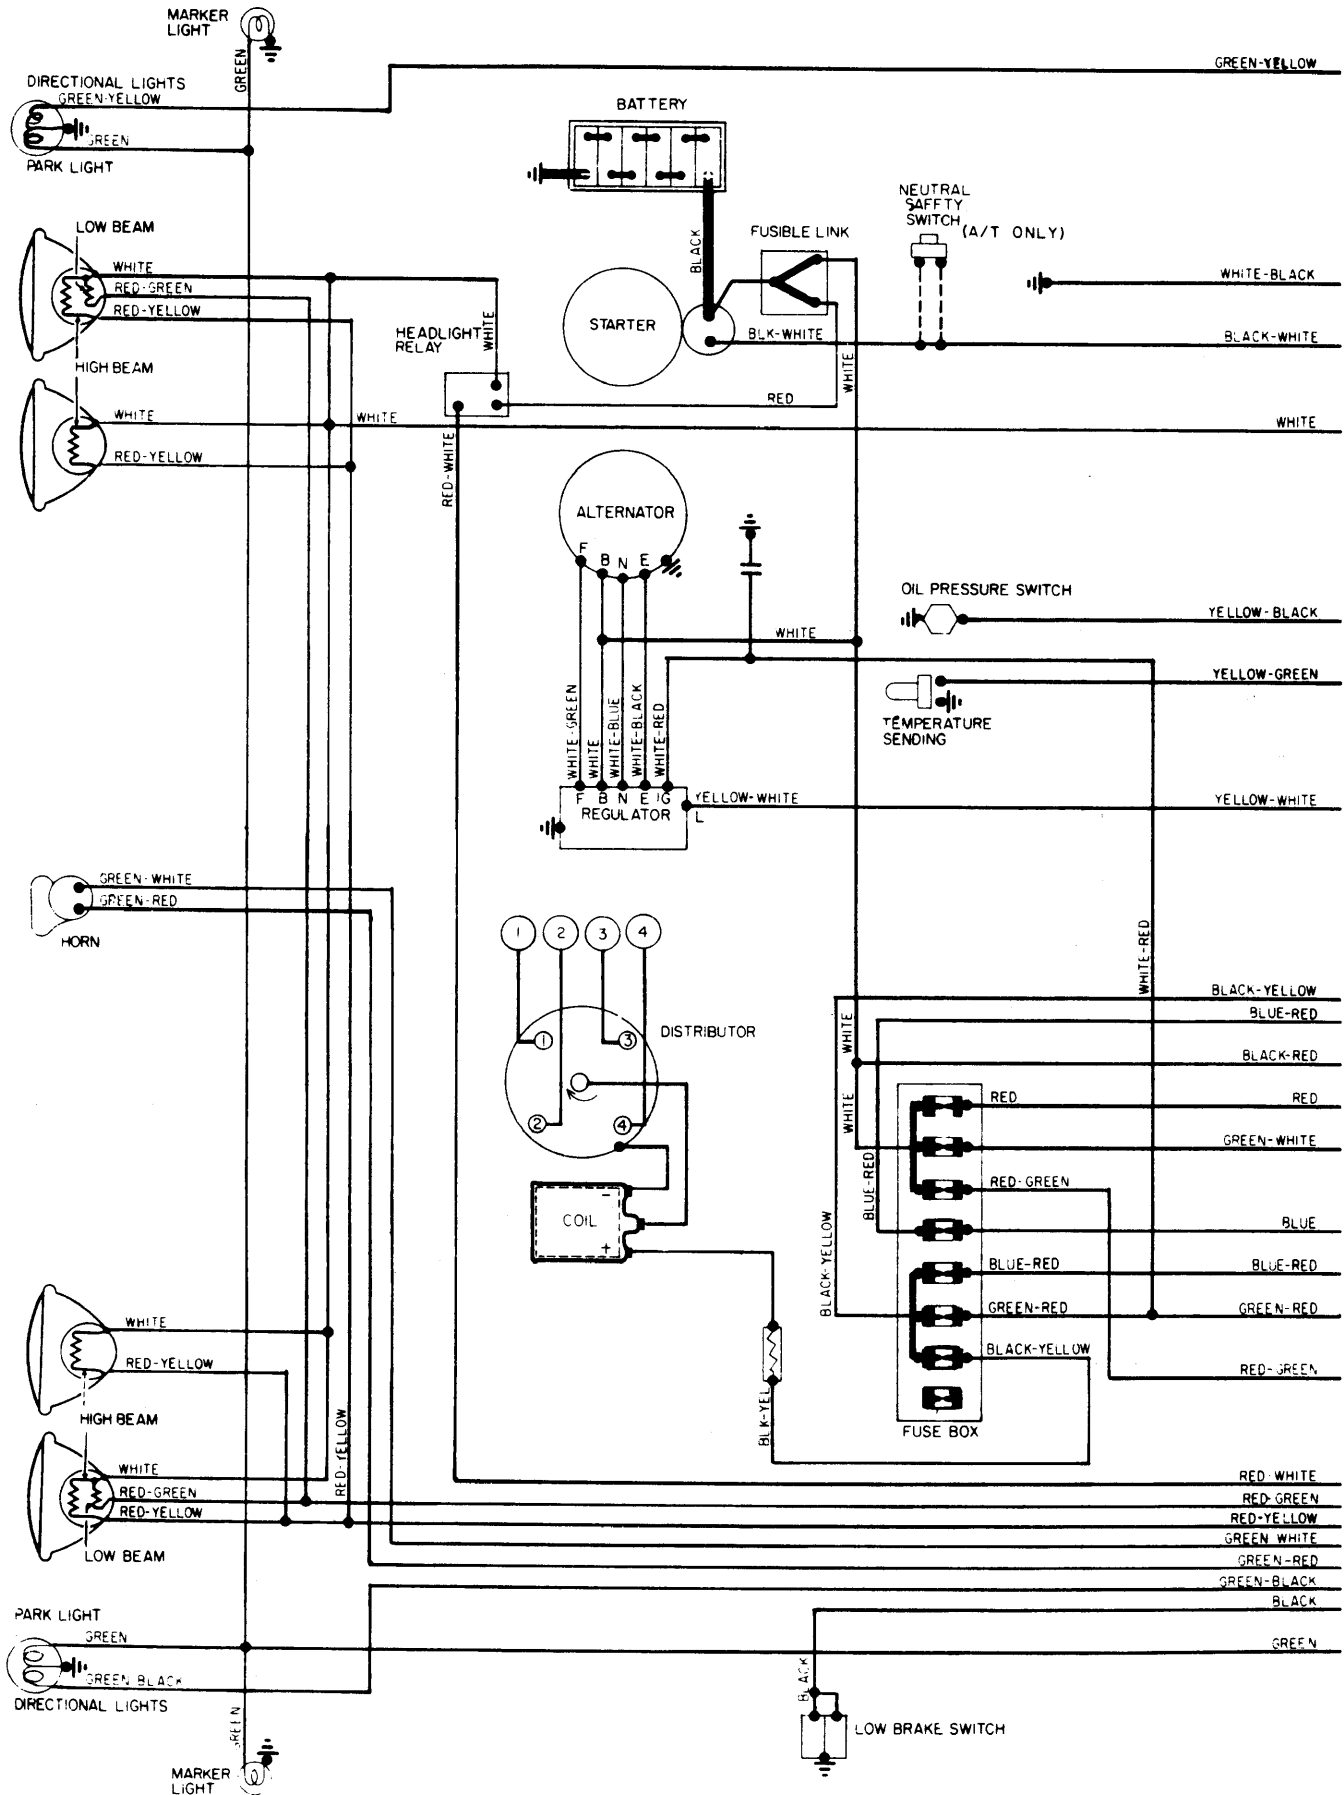 MARKER
LIGHT
GREEN
DIRECTIONAL LIGHTS
GREEN-YELLOW
GREEN-YELLOW
GREEN
PARK LIGHT
BATTERY
BLACK
FUSIBLE LINK
NEUTRAL
SAFFTY
SWITCH
(A/T ONLY)
LOW BEAM
WHITE
RED-GREEN
RED-YELLOW
WHITE-BLACK
HEADLIGHT
RELAY
WHITE
STARTER
BLK-WHITE
WHITE
BLACK-WHITE
HIGH BEAM
RED
WHITE
WHITE
WHITE
RED-YELLOW
RED-WHITE
ALTERNATOR
F B N E
OIL PRESSURE SWITCH
YELLOW-BLACK
WHITE
YELLOW-GREEN
TEMPERATURE
SENDING
WHITE-GREEN
WHITE
WHITE-BLUE
WHITE-BLACK
WHITE-RED
F B N E IG
REGULATOR
YELLOW-WHITE
L
YELLOW-WHITE
GREEN-WHITE
GREEN-RED
HORN
1 2 3 4
DISTRIBUTOR
1 3
2 4
WHITE-RED
BLACK-YELLOW
BLUE-RED
WHITE
BLACK-RED
RED
RED
WHITE
GREEN-WHITE
BLUE-RED
RED-GREEN
-
COIL
+
BLUE
BLACK-YELLOW
BLUE-RED
BLUE-RED
GREEN-RED
GREEN-RED
BLACK-YELLOW
RED-GREEN
FUSE BOX
BLK-YEL
WHITE
RED-YELLOW
HIGH BEAM
RED-YELLOW
WHITE
RED-GREEN
RED-YELLOW
LOW BEAM
RED-WHITE
RED-GREEN
RED-YELLOW
GREEN WHITE
GREEN-RED
GREEN-BLACK
BLACK
PARK LIGHT
GREEN
GREEN
GREEN BLACK
DIRECTIONAL LIGHTS
GREEN
BLACK
LOW BRAKE SWITCH
MARKER
LIGHT